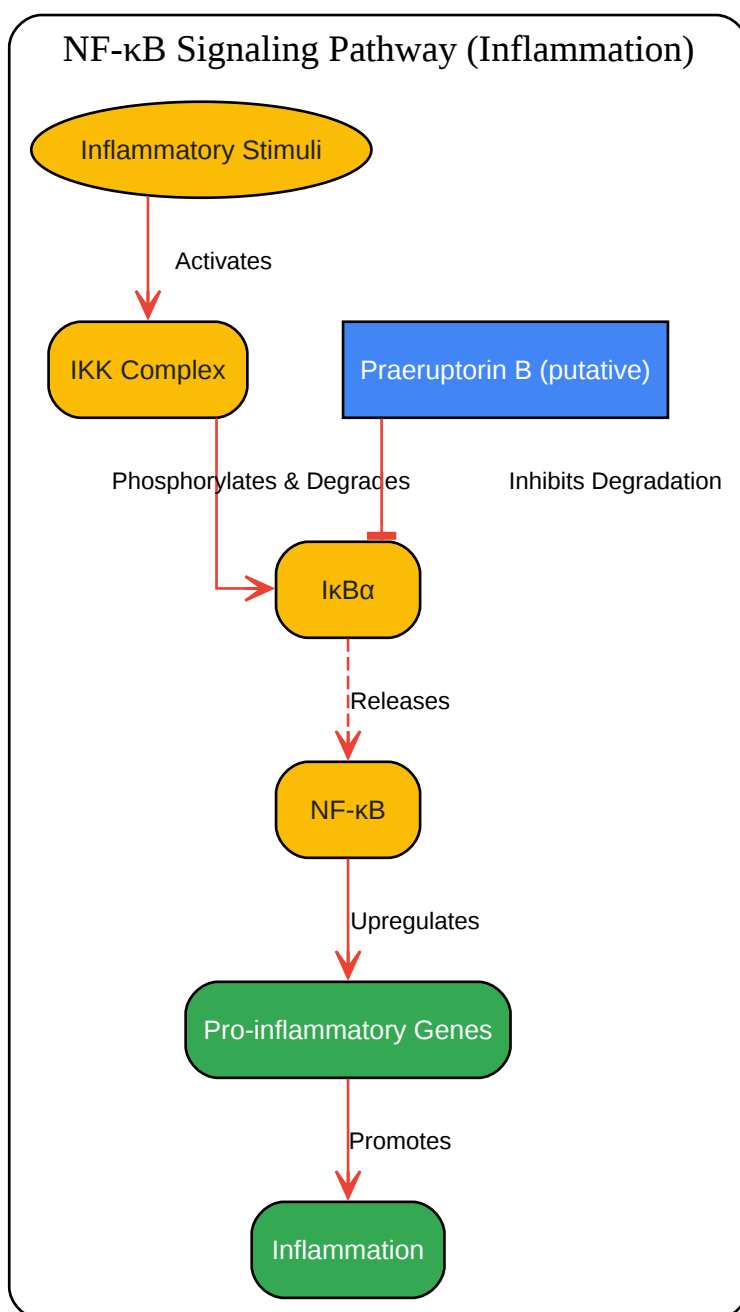 NF-κB Signaling Pathway (Inflammation)
Inflammatory Stimuli
Activates
IKK Complex
Praeruptorin B (putative)
Phosphorylates & Degrades
Inhibits Degradation
IκBα
Releases
NF-κB
Upregulates
Pro-inflammatory Genes
Promotes
Inflammation